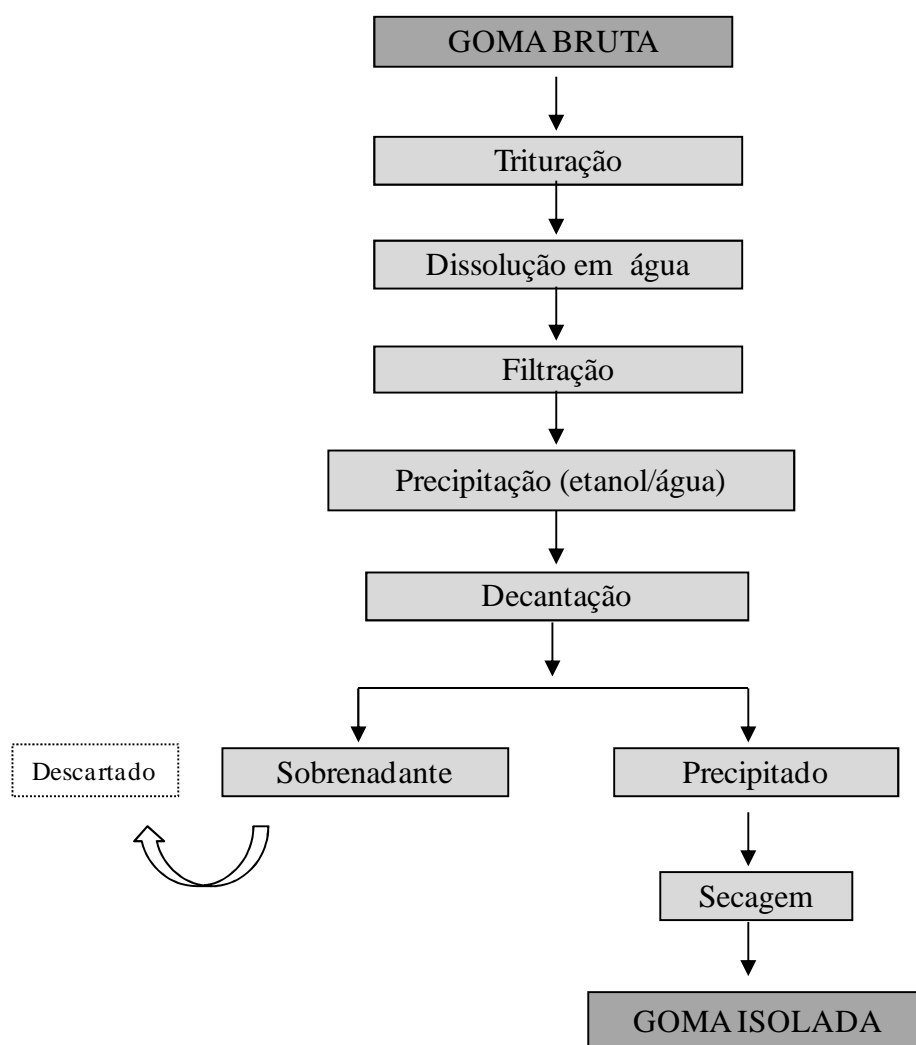 GOMA BRUTA
Trituração
Dissolução em água
Filtração
Precipitação (etanol/água)
Decantação
Descartado
Sobrenadante
Precipitado
Secagem
GOMA ISOLADA